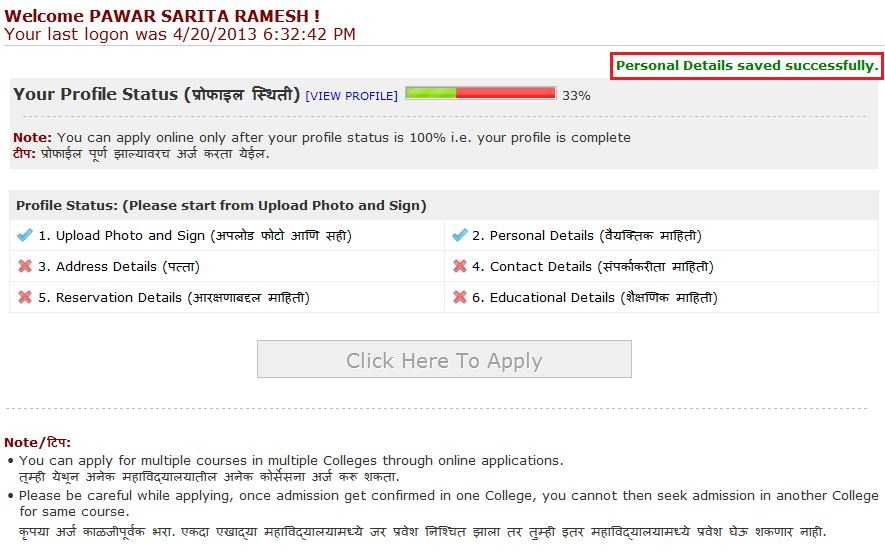 Welcome PAWAR SARITA RAMESH !
Your last logon was 4/20/2013 6:32:42 PM
Personal Details saved successfully.
Your Profile Status (प्रोफाइल स्थिती) [VIEW PROFILE] 33%
Note: You can apply online only after your profile status is 100% i.e. your profile is complete
टीप: प्रोफाईल पूर्ण झाल्यावरच अर्ज करता येईल.
Profile Status: (Please start from Upload Photo and Sign)
1. Upload Photo and Sign (अपलोड फोटो आणि सही)
2. Personal Details (वैयक्तिक माहिती)
3. Address Details (पत्ता)
4. Contact Details (संपर्काकरीता माहिती)
5. Reservation Details (आरक्षणाबद्दल माहिती)
6. Educational Details (शैक्षणिक माहिती)
Click Here To Apply
Note/टिप:
• You can apply for multiple courses in multiple Colleges through online applications.
तुम्ही येथून अनेक महाविद्यालयातील अनेक कोर्सेसना अर्ज करू शकता.
• Please be careful while applying, once admission get confirmed in one College, you cannot then seek admission in another College
for same course.
कृपया अर्ज काळजीपूर्वक भरा. एकदा एखाद्या महाविद्यालयामध्ये जर प्रवेश निश्चित झाला तर तुम्ही इतर महाविद्यालयामध्ये प्रवेश घेऊ शकणार नाही.